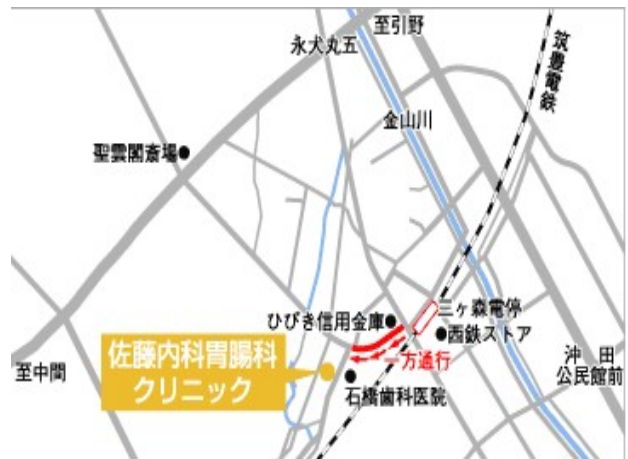 至引野
永犬丸五
筑豊電鉄
金山川
聖雲閣斎場
三ヶ森電停
ひびき信用金庫
西鉄ストア
佐藤内科胃腸科
クリニック
一方通行
沖田
公民館前
至中間
石橋歯科医院